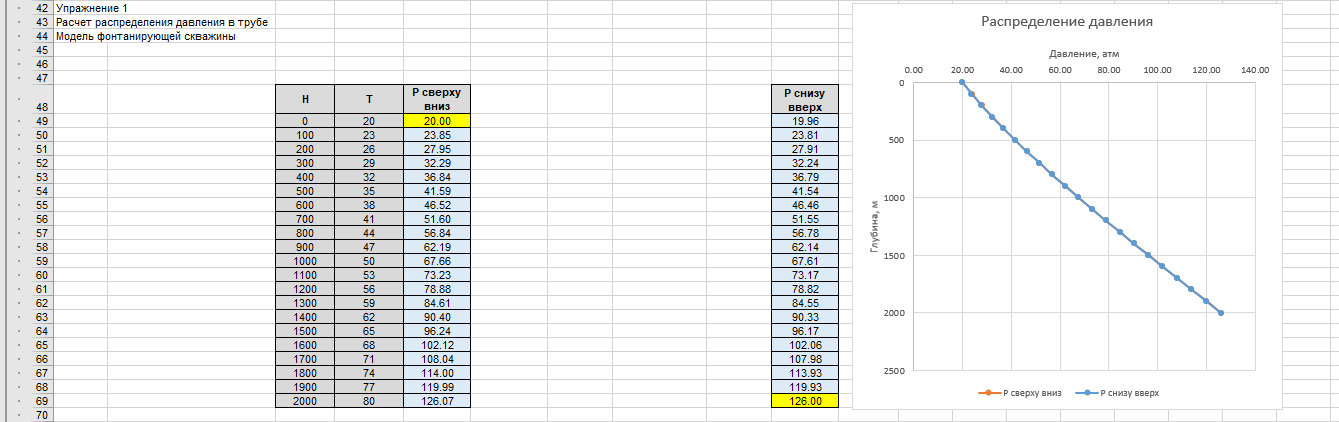 42 Упражнение 1
43 Расчет распределения давления в трубе
44 Модель фонтанирующей скважины
45
46
47
48 H T Р сверху вниз Р снизу вверх
49 0 20 20.00 19.96
50 100 23 23.85 23.81
51 200 26 27.95 27.91
52 300 29 32.29 32.24
53 400 32 36.84 36.79
54 500 35 41.59 41.54
55 600 38 46.52 46.46
56 700 41 51.60 51.55
57 800 44 56.84 56.78
58 900 47 62.19 62.14
59 1000 50 67.66 67.61
60 1100 53 73.23 73.17
61 1200 56 78.88 78.82
62 1300 59 84.61 84.55
63 1400 62 90.40 90.33
64 1500 65 96.24 96.17
65 1600 68 102.12 102.06
66 1700 71 108.04 107.98
67 1800 74 114.00 113.93
68 1900 77 119.99 119.93
69 2000 80 126.07 126.00
70
Распределение давления
Давление, атм
0.00 20.00 40.00 60.00 80.00 100.00 120.00 140.00
0
500
1000
1500
2000
2500
Глубина, м
Р сверху вниз Р снизу вверх